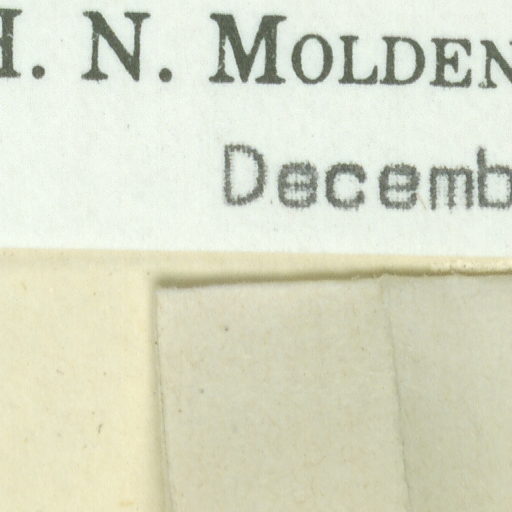 H. N. MOLDEN
Decemb